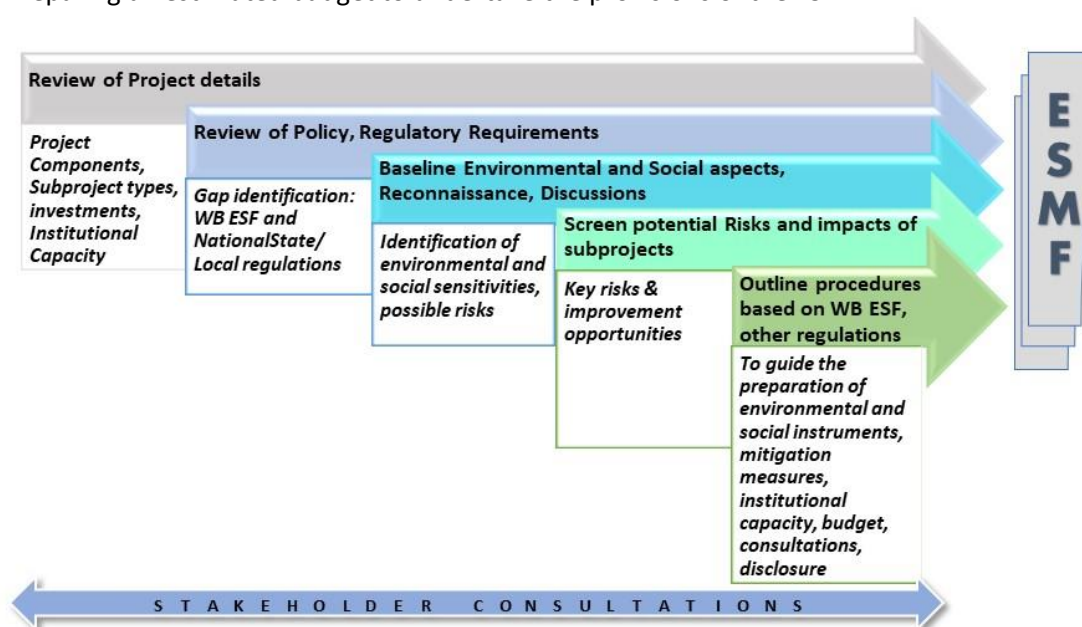 Review of Project details
Project
Components,
Subproject types,
investments,
Institutional
Capacity
Review of Policy, Regulatory Requirements
Gap identification:
WB ESF and
NationalState/
Local regulations
Baseline Environmental and Social aspects,
Reconnaissance, Discussions
Identification of
environmental and
social sensitivities,
possible risks
Screen potential Risks and impacts of
subprojects
Key risks &
improvement
opportunities
Outline procedures
based on WB ESF,
other regulations
To guide the
preparation of
environmental and
social instruments,
mitigation
measures,
institutional
capacity, budget,
consultations,
disclosure
E
S
M
F
STAKEHOLDER CONSULTATIONS